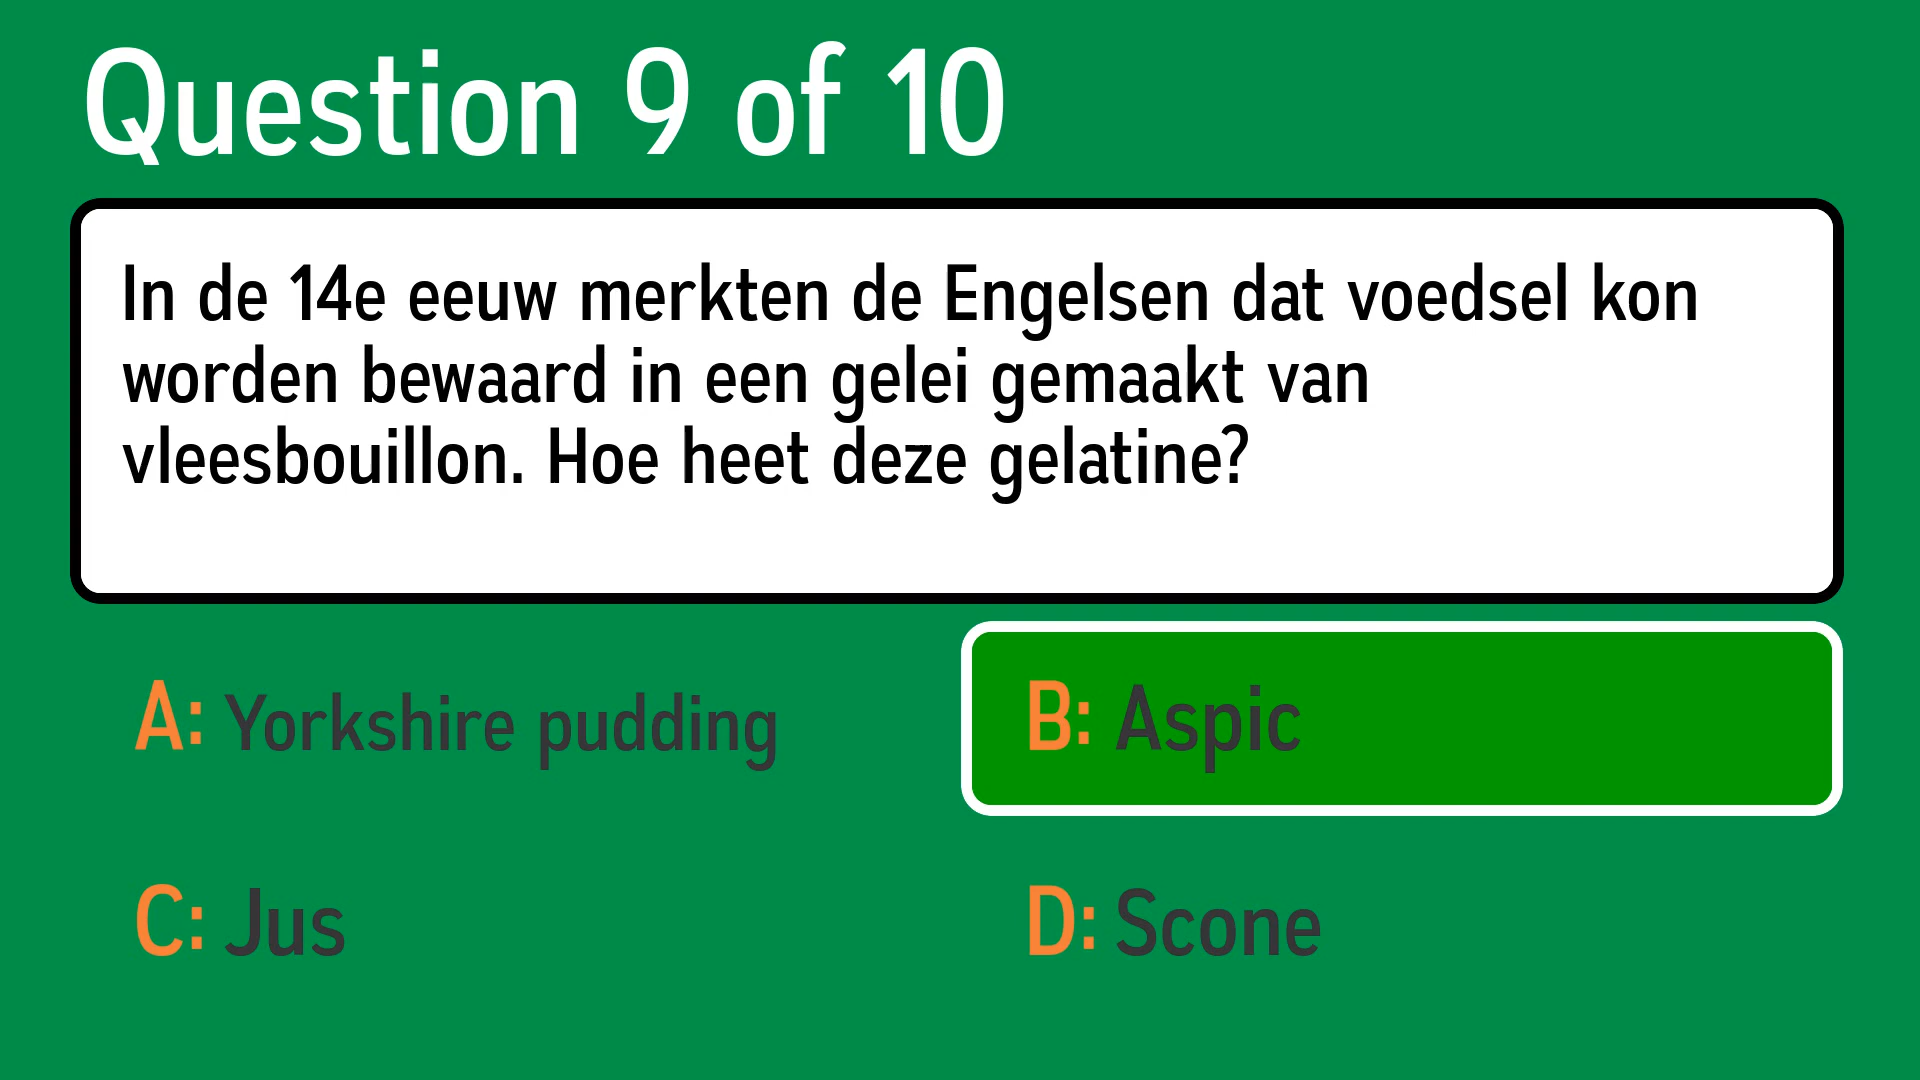 Question 9 of 10
In de 14e eeuw merkten de Engelsen dat voedsel kon
worden bewaard in een gelei gemaakt van
vleesbouillon. Hoe heet deze gelatine?
A: Yorkshire pudding
B: Aspic
C: Jus
D: Scone